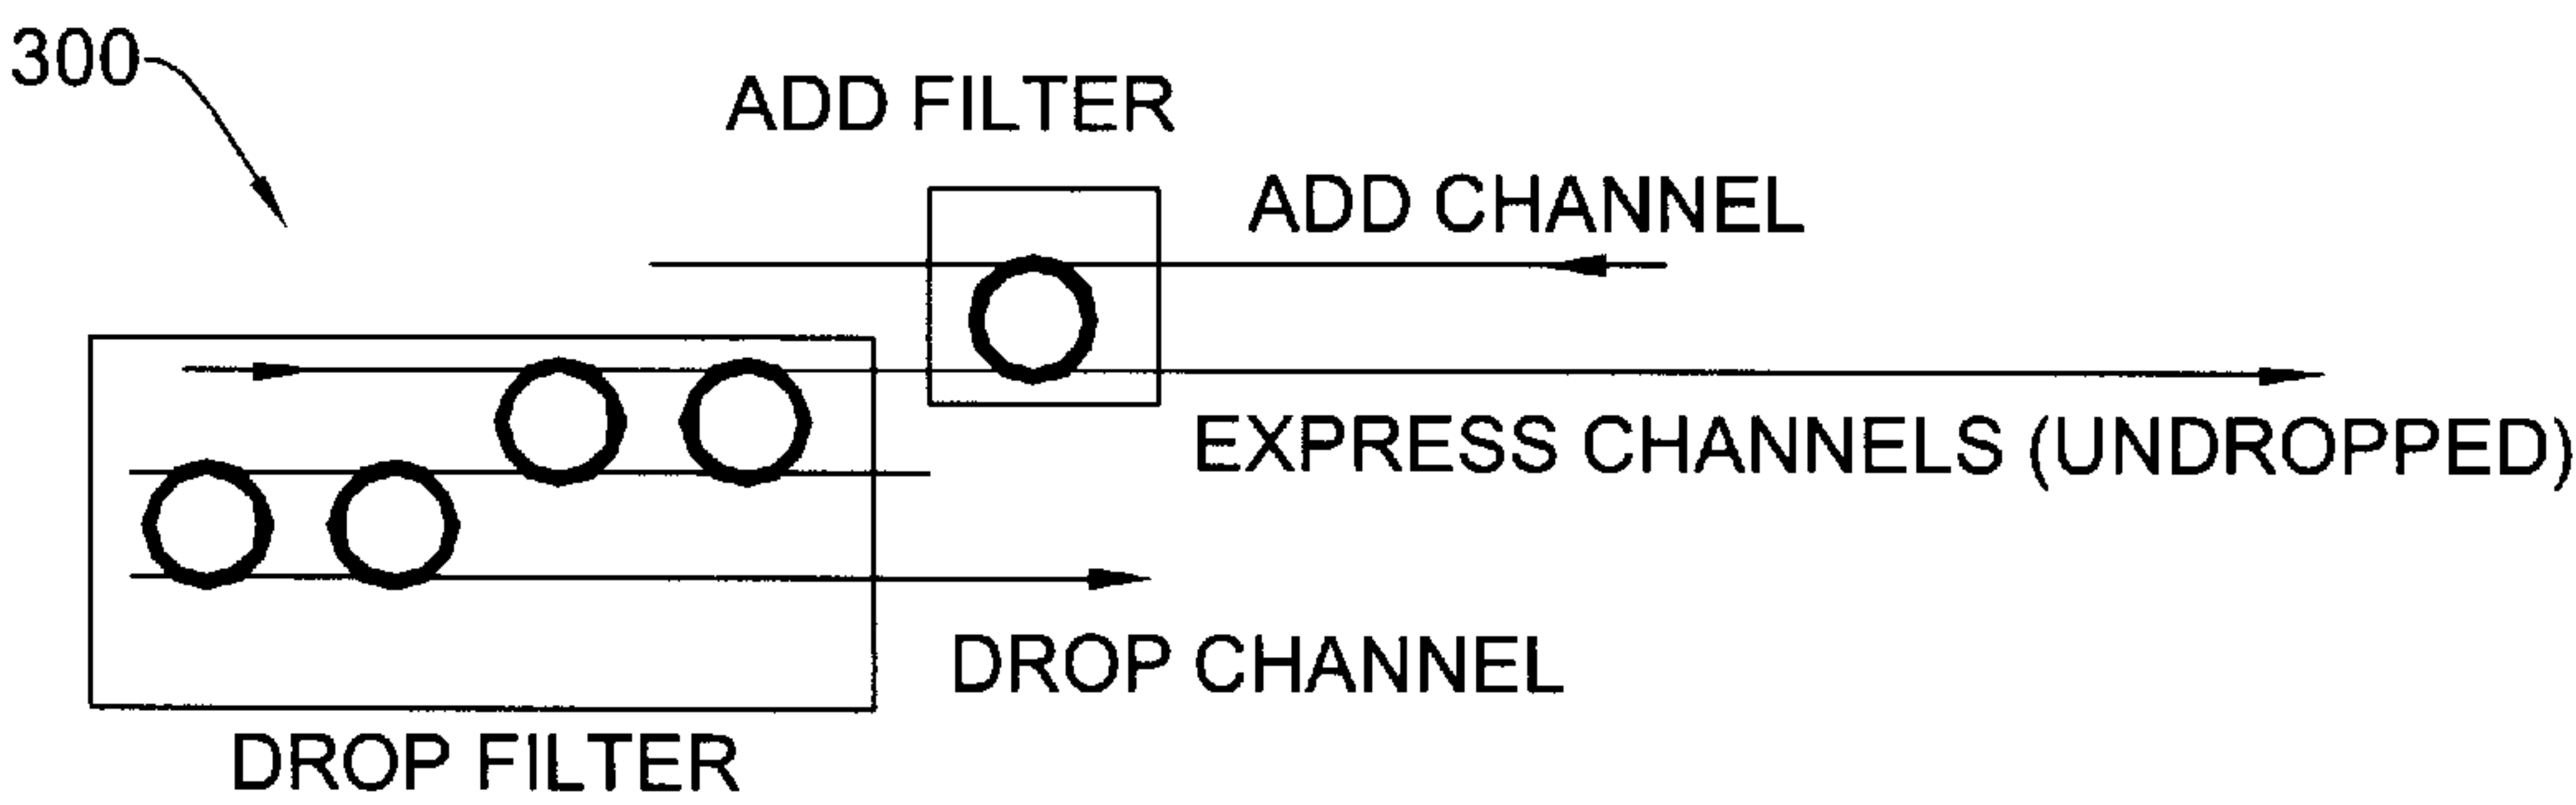 300
ADD FILTER
ADD CHANNEL
EXPRESS CHANNELS (UNDROPPED)
DROP CHANNEL
DROP FILTER